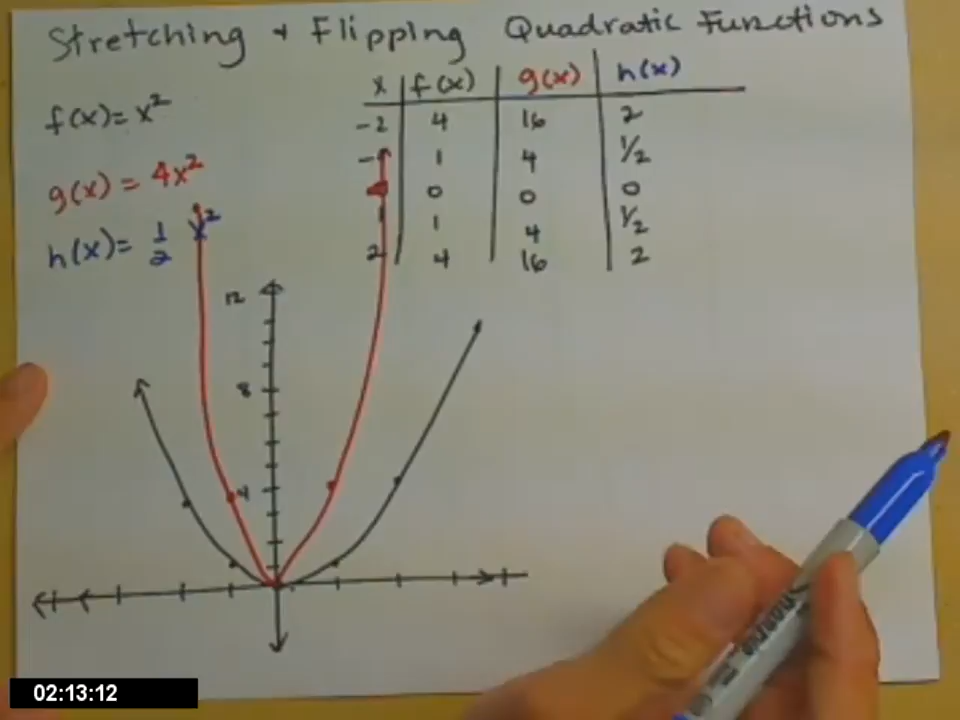 Stretching + Flipping Quadratic Functions
x f(x) g(x) h(x)
f(x)= x²
-2 4 16 2
g(x) = 4x²
1 4 1/2
0 0 0
h(x)= 1/2 x²
1 1 4 1/2
2 4 16 2
12
8
4
02:13:12